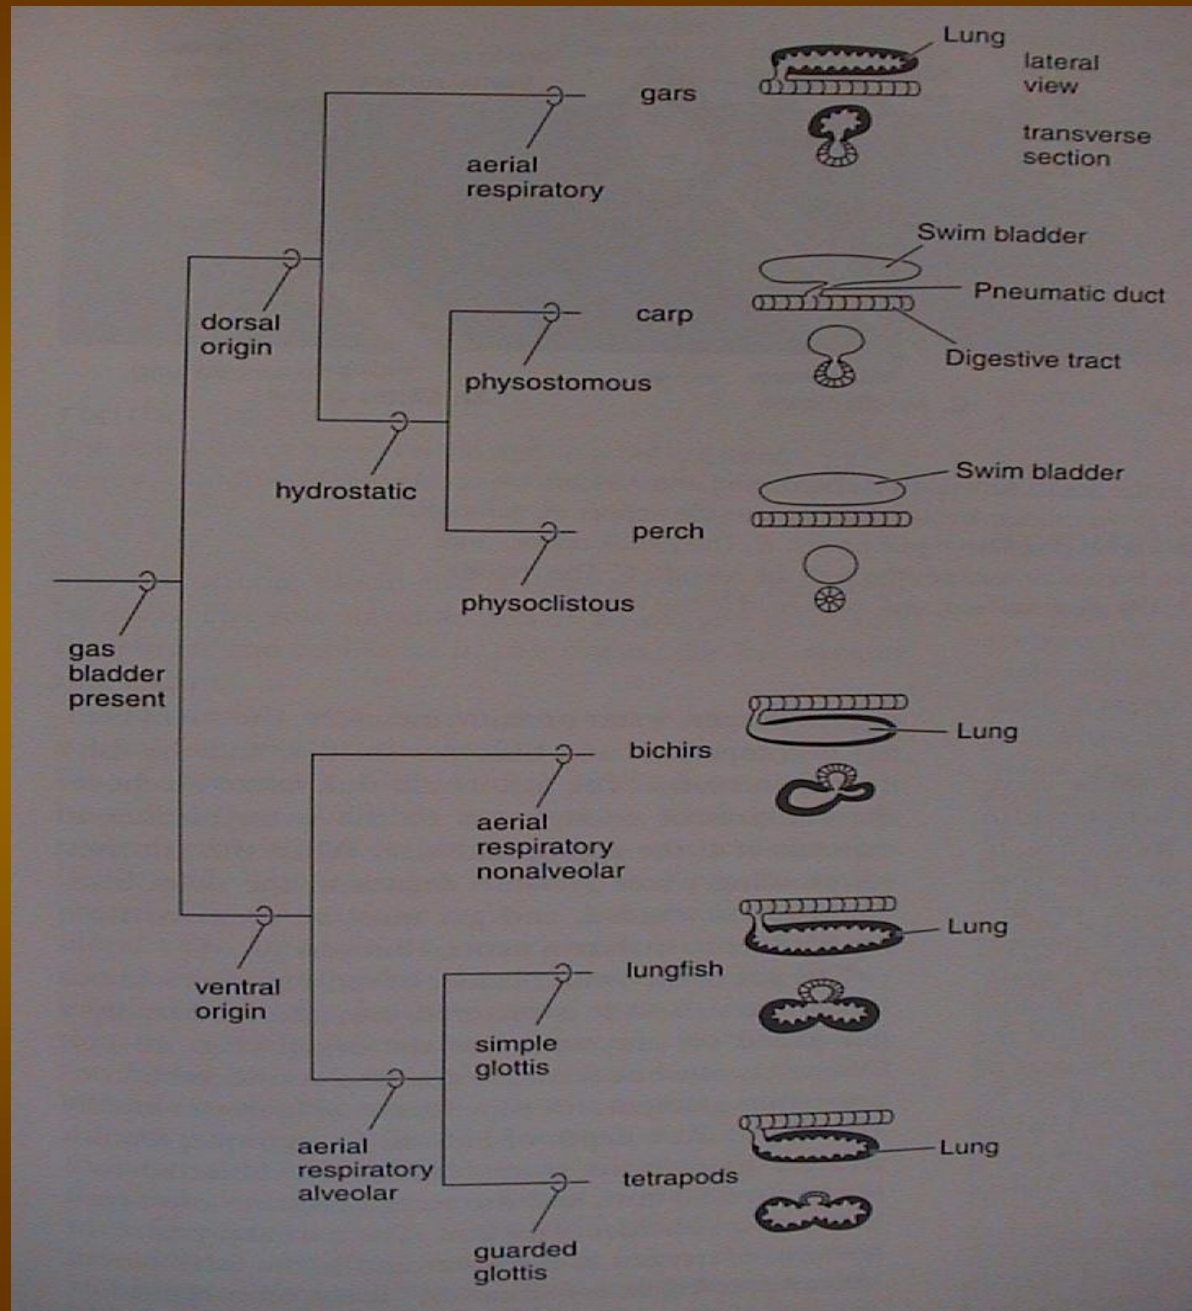 Lung
lateral
view
gars
transverse
section
aerial
respiratory
Swim bladder
Pneumatic duct
carp
dorsal
origin
Digestive tract
physostomous
Swim bladder
hydrostatic
perch
physoclistous
gas
bladder
present
Lung
bichirs
aerial
respiratory
nonalveolar
Lung
lungfish
ventral
origin
simple
glottis
aerial
respiratory
alveolar
Lung
tetrapods
guarded
glottis